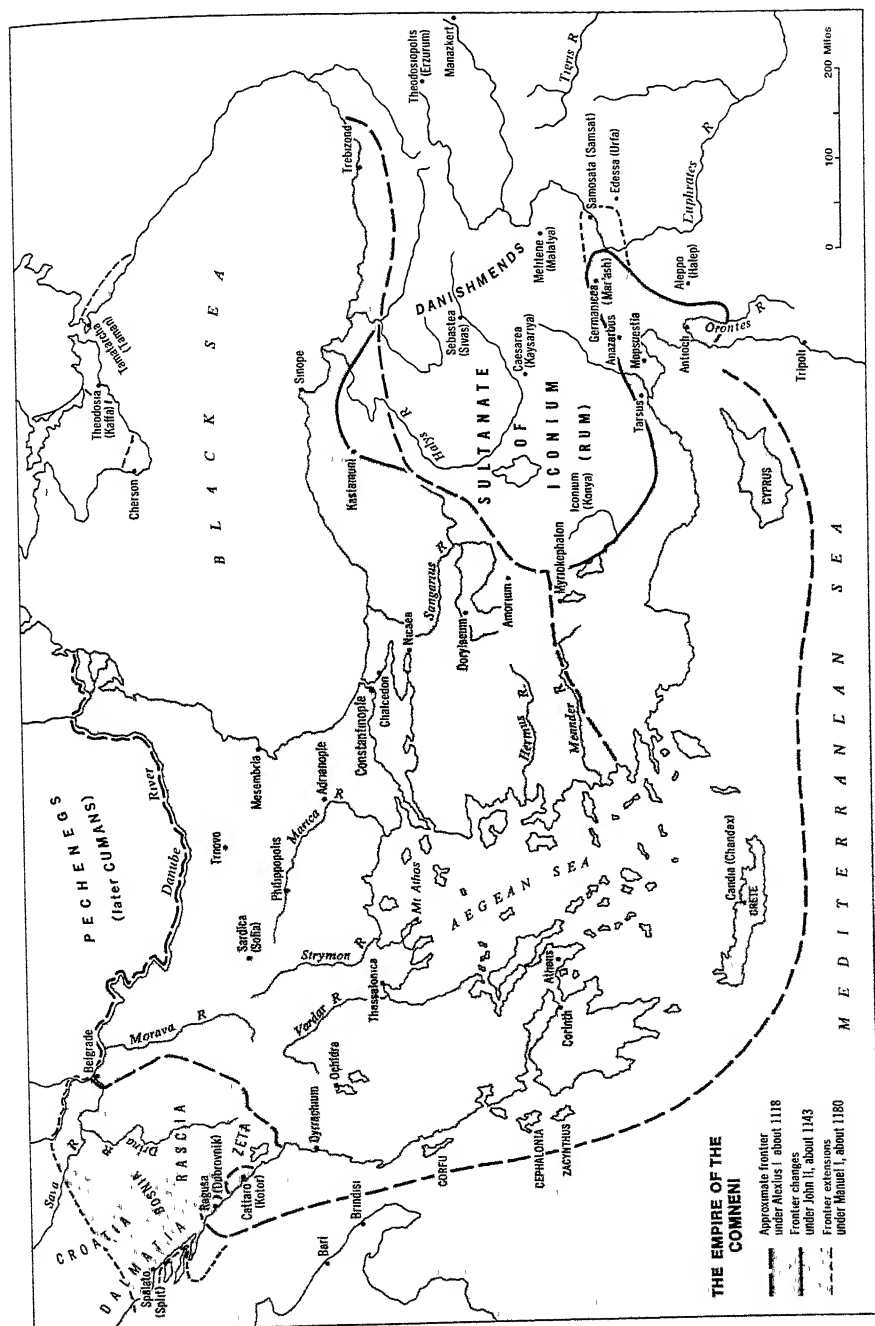 THE EMPIRE OF THE
COMNENI
Approximate frontier
under Alexius I about 1118
Frontier changes
under John II, about 1143
Frontier extensions
under Manuel I, about 1180
0 100 200 Miles
PECHENEGS
(later CUMANS)
BLACK SEA
AEGEAN SEA
MEDITERRANEAN SEA
CROATIA
DALMATIA
BOSNIA
RASCIA
ZETA
Sava R
Drina R
Spalato
(Split)
Ragusa
(Dubrovnik)
Cattaro
(Kotor)
Belgrade
Morava R
Danube River
Bari
Brindisi
Dyrrachium
Ochidra
Vardar R
Strymon R
Sardica
(Sofia)
Trnovo
Philippopolis
Marica R
Adrianople
Mesembria
Thessalonica
Mt Athos
CORFU
CEPHALONIA
ZACYNTHUS
Corinth
Athens
Candia (Chandax)
CRETE
Constantinople
Chalcedon
Nicaea
Sangarius R
Dorylaeum
Amorium
Hermus R.
Meander R
Myriokephalon
Iconium
(Konya)
SULTANATE
OF
ICONIUM
(RUM)
Halys R
Kastamuni
Sinope
Cherson
Theodosia
(Kaffa)
Tamatarcha
(Taman)
Trebizond
Theodosiopolis
(Erzurum)
Manazkert
DANISHMENDS
Sebastea
(Sivas)
Caesarea
(Kaysarrya)
Mehtene
(Malatya)
Tigris R
Samosata (Samsat)
Edessa (Urfa)
Euphrates R
Germanicea
(Mar'ash)
Anazarbus
Mopsuestia
Tarsus
Aleppo
(Halep)
Antioch
Orontes R
Tripoli
CYPRUS